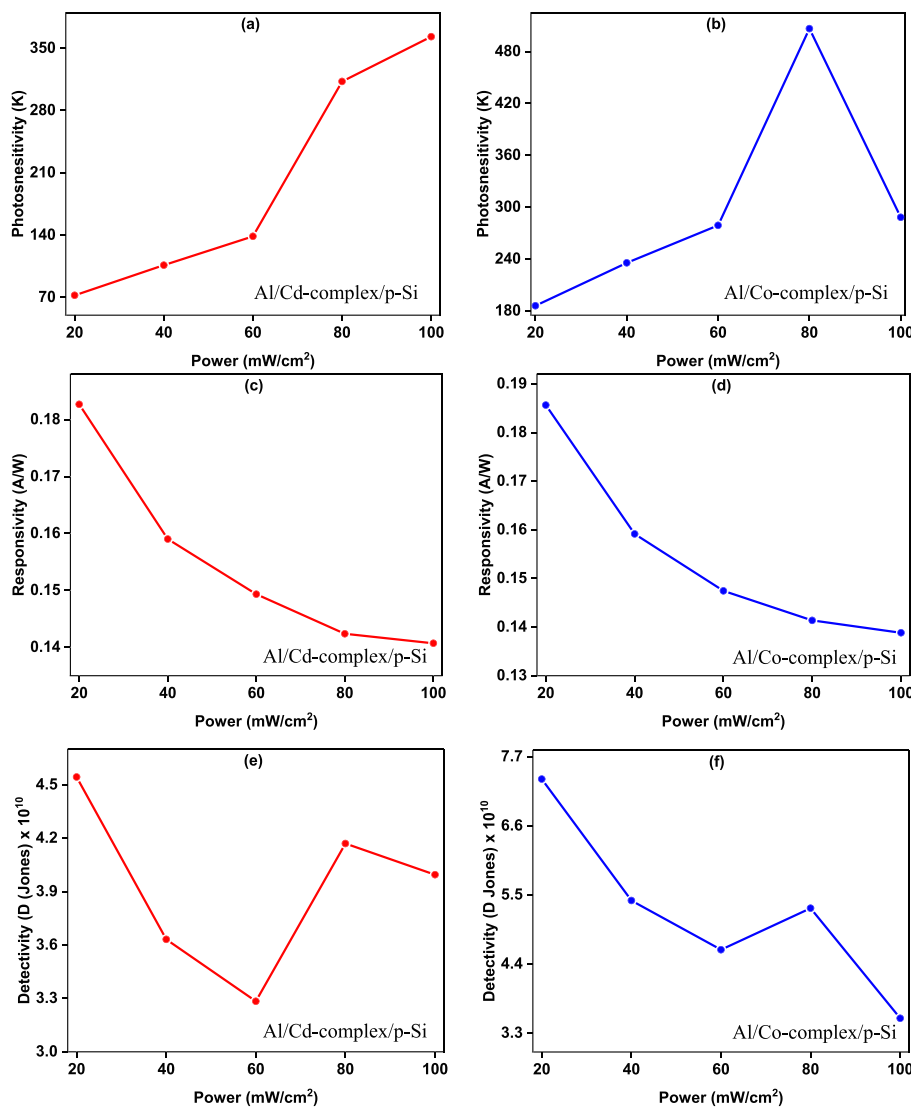 (a)
Photosnesitivity (K)
350
280
210
140
70
Al/Cd-complex/p-Si
20 40 60 80 100
Power (mW/cm²)
(b)
Photosnesitivity (K)
480
420
360
300
240
180
Al/Co-complex/p-Si
20 40 60 80 100
Power (mW/cm²)
(c)
Responsivity (A/W)
0.18
0.17
0.16
0.15
0.14
Al/Cd-complex/p-Si
20 40 60 80 100
Power (mW/cm²)
(d)
Responsivity (A/W)
0.19
0.18
0.17
0.16
0.15
0.14
0.13
Al/Co-complex/p-Si
20 40 60 80 100
Power (mW/cm²)
(e)
Detectivity (D (Jones) x 10¹⁰
4.5
4.2
3.9
3.6
3.3
3.0
Al/Cd-complex/p-Si
20 40 60 80 100
Power (mW/cm²)
(f)
Detectivity (D Jones) x 10¹⁰
7.7
6.6
5.5
4.4
3.3
Al/Co-complex/p-Si
20 40 60 80 100
Power (mW/cm²)